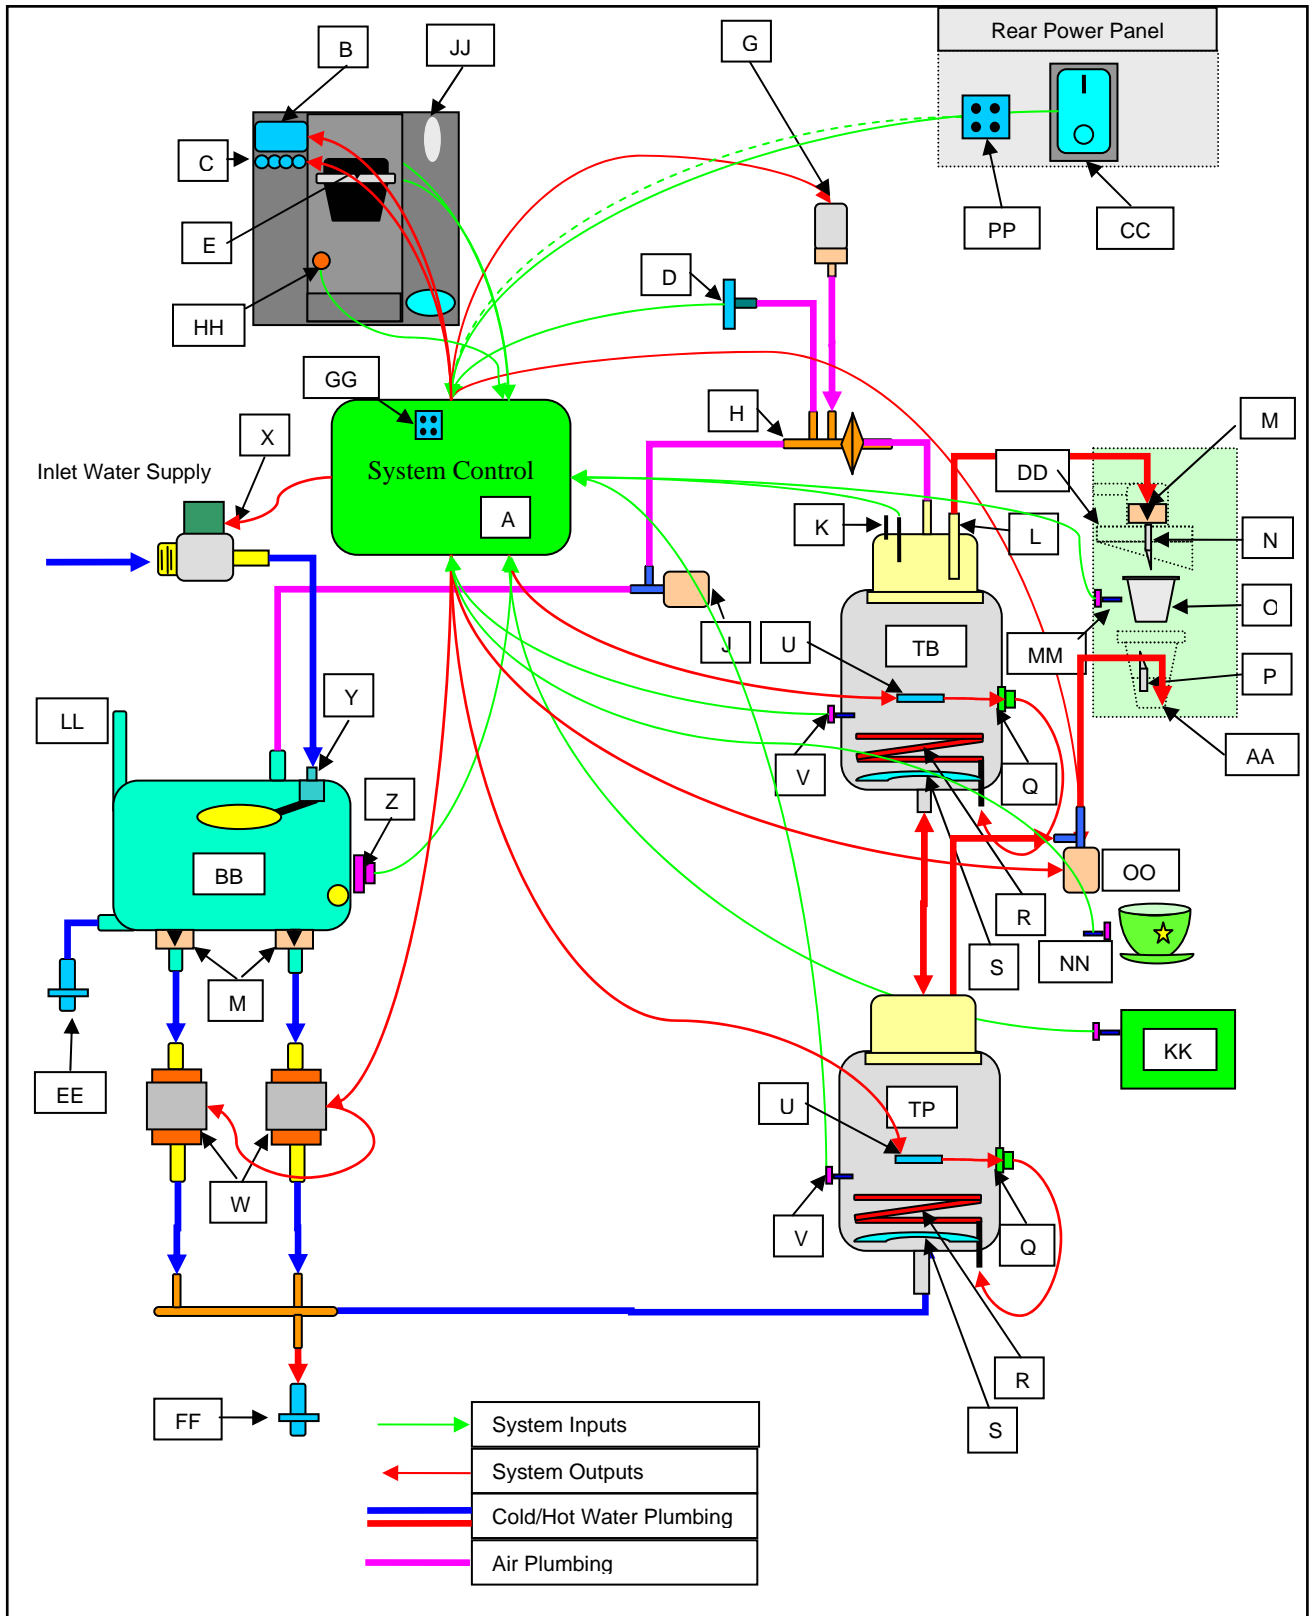 Rear Power Panel
B
JJ
G
C
PP
CC
E
D
HH
GG
H
M
X
Inlet Water Supply
System Control
DD
A
K
L
N
O
J
U
TB
MM
P
LL
Y
V
Q
AA
Z
BB
OO
R
S
NN
M
EE
KK
U
TP
W
V
Q
R
FF
S
System Inputs
System Outputs
Cold/Hot Water Plumbing
Air Plumbing